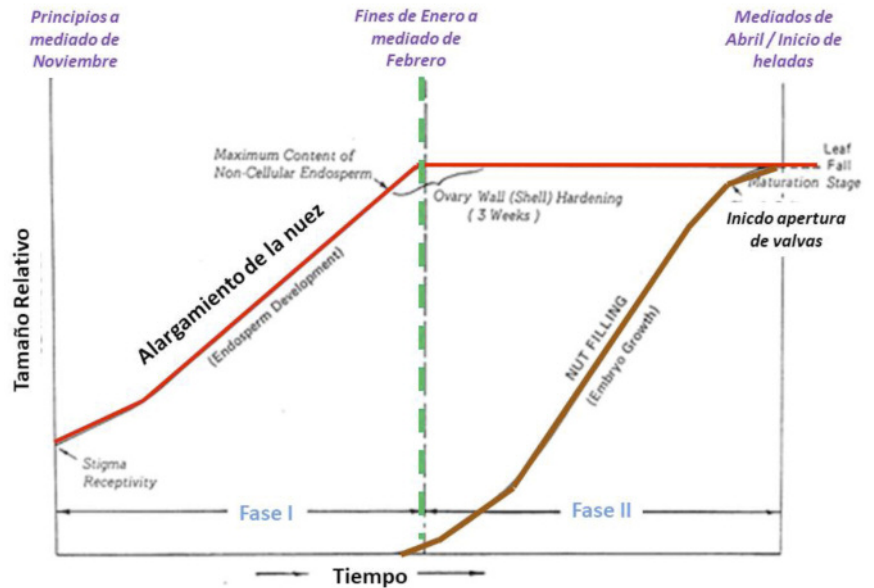 Principios a
mediado de
Noviembre
Fines de Enero a
mediado de
Febrero
Mediados de
Abril / Inicio de
heladas
Maximum Content of
Non-Cellular Endosperm
Ovary Wall (Shell) Hardening
( 3 Weeks )
Leaf
Fall
Maturation Stage
Inicdo apertura
de valvas
Alargamiento de la nuez
(Endosperm Development)
NUT FILLING
(Embryo Growth)
Tamaño Relativo
Stigma
Receptivity
Fase I
Fase II
Tiempo